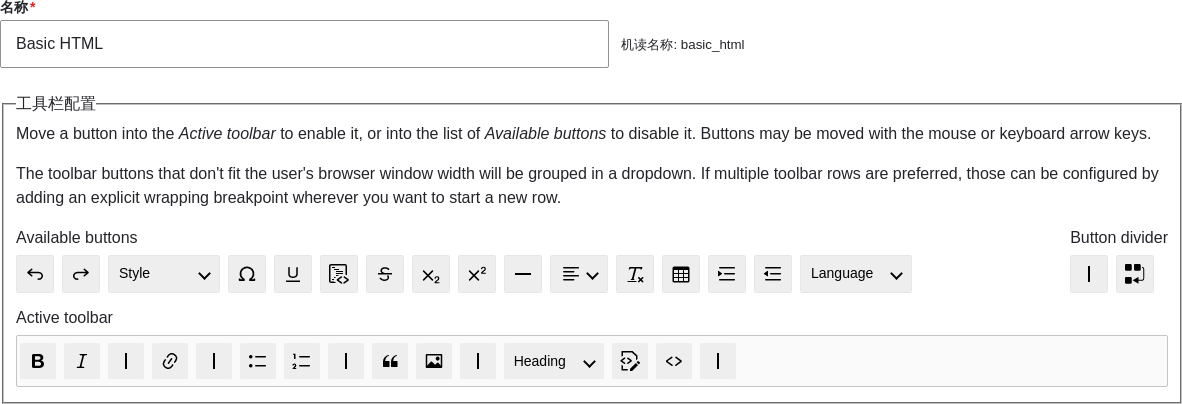 名称*
Basic HTML
机读名称: basic_html
工具栏配置
Move a button into the Active toolbar to enable it, or into the list of Available buttons to disable it. Buttons may be moved with the mouse or keyboard arrow keys.
The toolbar buttons that don't fit the user's browser window width will be grouped in a dropdown. If multiple toolbar rows are preferred, those can be configured by
adding an explicit wrapping breakpoint wherever you want to start a new row.
Available buttons
Button divider
Style
Language
Active toolbar
Heading